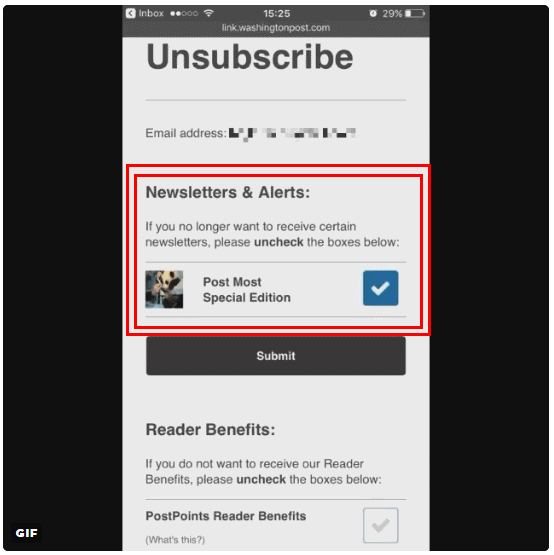 Inbox 15:25 29%
link.washingtonpost.com
Unsubscribe
Email address:
Newsletters & Alerts:
If you no longer want to receive certain
newsletters, please uncheck the boxes below:
Post Most
Special Edition
Submit
Reader Benefits:
If you do not want to receive our Reader
Benefits, please uncheck the boxes below:
PostPoints Reader Benefits
(What's this?)
GIF